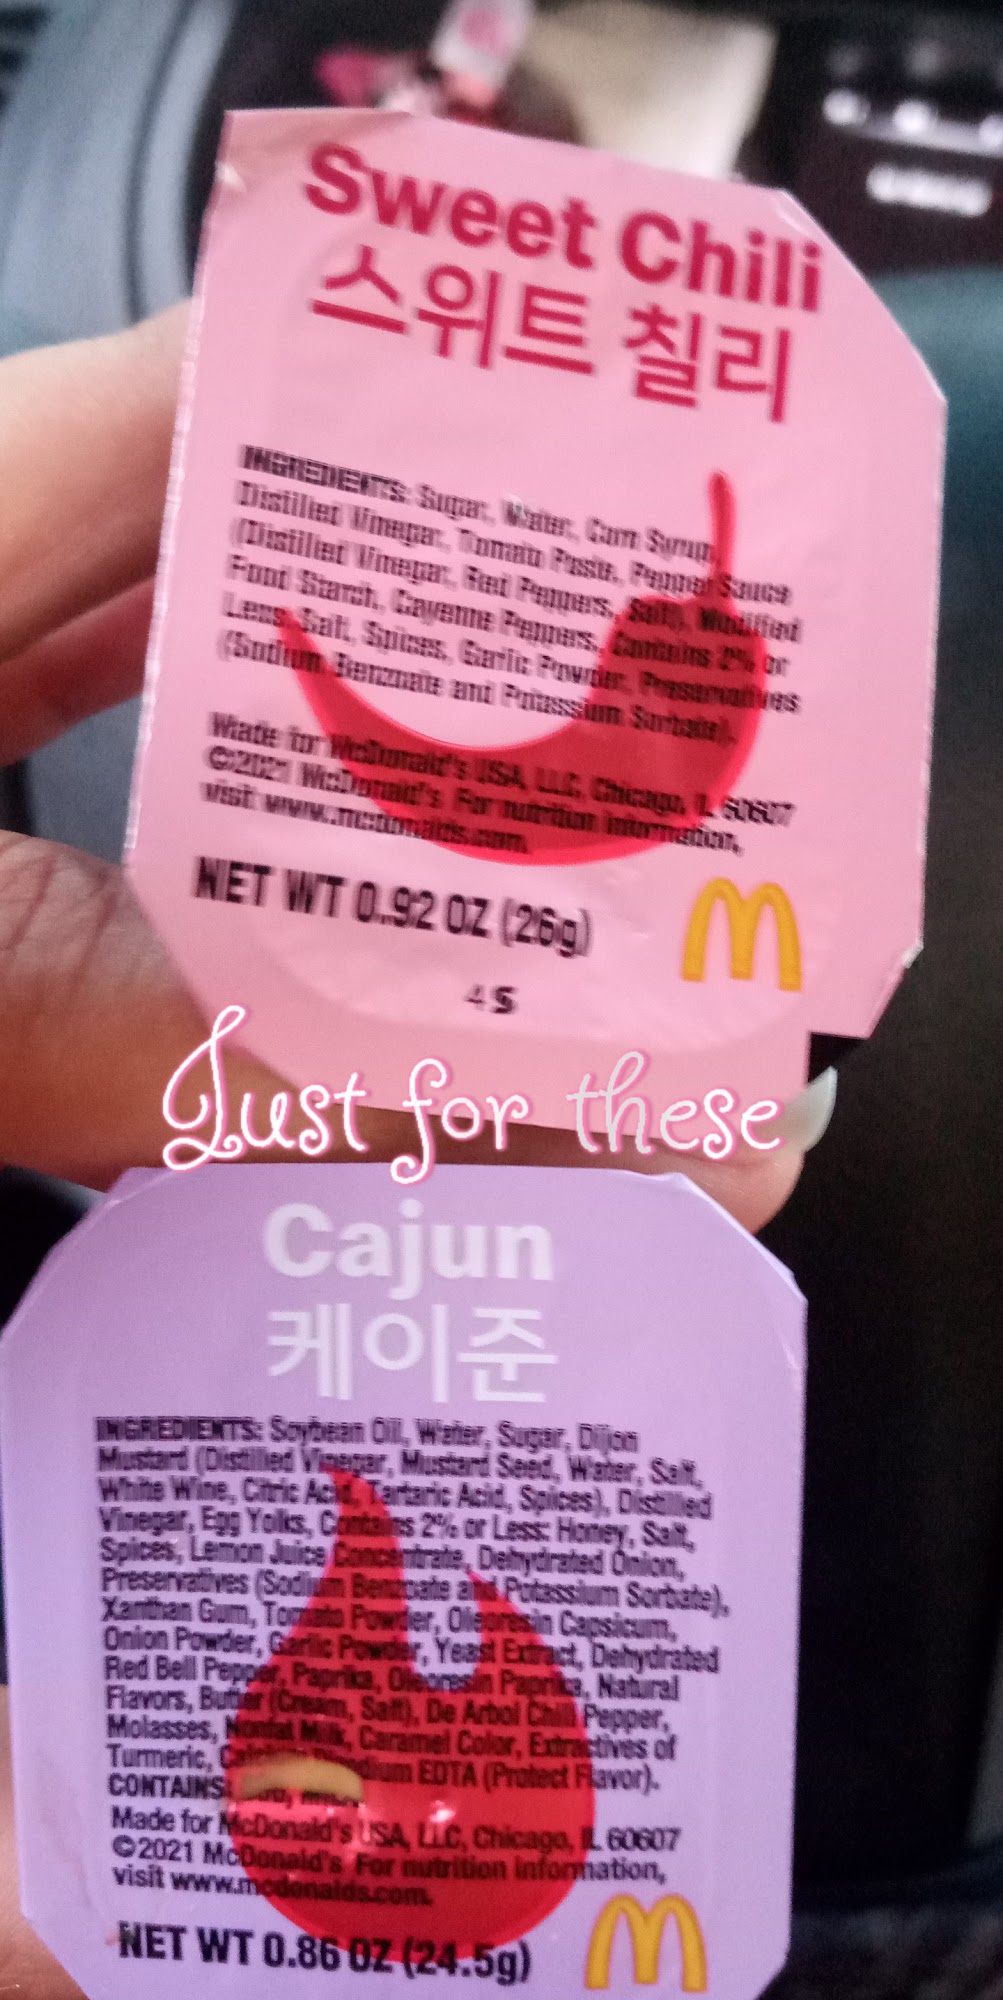 Sweet Chili
스위트 칠리
INGREDIENTS: Sugar, Water, Corn Syrup,
Distilled Vinegar, Tomato Paste, Pepper Sauce
(Distilled Vinegar, Red Peppers, Salt), Modified
Food Starch, Cayenne Peppers, Contains 2% or
Less: Salt, Spices, Garlic Powder, Preservatives
(Sodium Benzoate and Potassium Sorbate).
Made for McDonald's USA, LLC, Chicago, IL 60607
©2021 McDonald's For nutrition information,
visit www.mcdonalds.com
NET WT 0.92 OZ (26g)
4 S
Just for these
Cajun
케이준
INGREDIENTS: Soybean Oil, Water, Sugar, Dijon
Mustard (Distilled Vinegar, Mustard Seed, Water, Salt,
White Wine, Citric Acid, Tartaric Acid, Spices), Distilled
Vinegar, Egg Yolks, Contains 2% or Less: Honey, Salt,
Spices, Lemon Juice Concentrate, Dehydrated Onion,
Preservatives (Sodium Benzoate and Potassium Sorbate),
Xanthan Gum, Tomato Powder, Oleoresin Capsicum,
Onion Powder, Garlic Powder, Yeast Extract, Dehydrated
Red Bell Pepper, Paprika, Oleoresin Paprika, Natural
Flavors, Butter (Cream, Salt), De Arbol Chili Pepper,
Molasses, Nonfat Milk, Caramel Color, Extractives of
Turmeric, Calcium Disodium EDTA (Protect Flavor).
CONTAINS:
Made for McDonald's USA, LLC, Chicago, IL 60607
©2021 McDonald's For nutrition information,
visit www.mcdonalds.com
NET WT 0.86 OZ (24.5g)